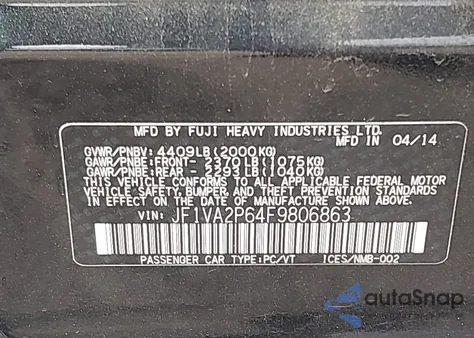 MFD BY FUJI HEAVY INDUSTRIES LTD.
MFD IN 04/14
GVWR/PNBV: 4409LB (2000KG)
GAWR/PNBE: FRONT- 2370LB (1075KG)
GAWR/PNBE: REAR - 2293LB (1040KG)
THIS VEHICLE CONFORMS TO ALL APPLICABLE FEDERAL MOTOR
VEHICLE SAFETY, BUMPER, AND THEFT PREVENTION STANDARDS
IN EFFECT ON THE DATE OF MANUFACTURE SHOWN ABOVE.
VIN: JF1VA2P64F9806863
PASSENGER CAR TYPE:PC/VT ICES/NMB-002
autoSnap